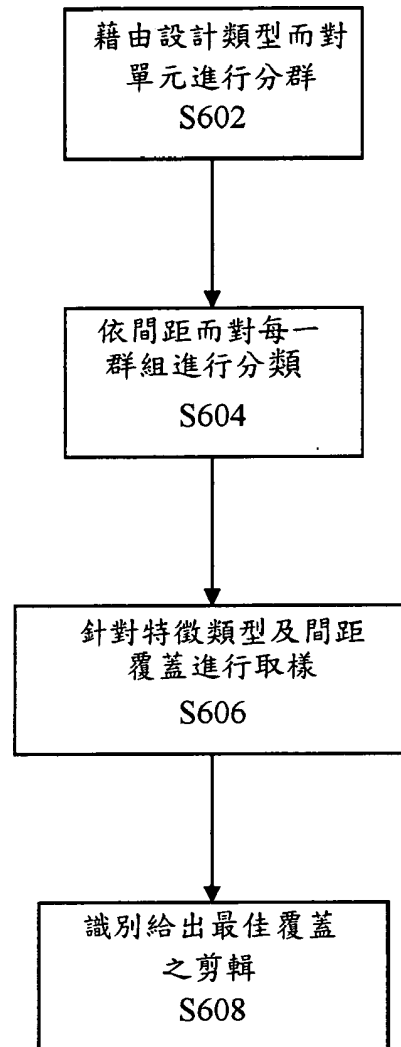 藉由設計類型而對
單元進行分群
S602
依間距而對每一
群組進行分類
S604
針對特徵類型及間距
覆蓋進行取樣
S606
識別給出最佳覆蓋
之剪輯
S608